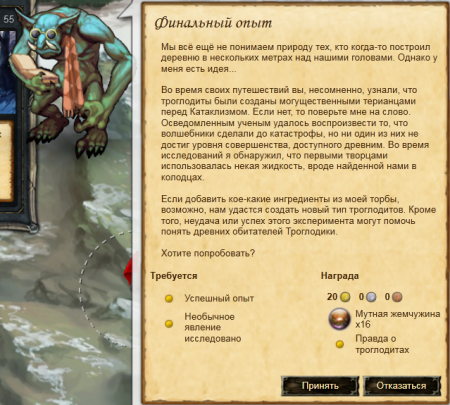 55
Финальный опыт
Мы всё ещё не понимаем природу тех, кто когда-то построил
деревню в нескольких метрах над нашими головами. Однако у
меня есть идея...
Во время своих путешествий вы, несомненно, узнали, что
троглодиты были созданы могущественными терианцами
перед Катаклизмом. Если нет, то поверьте мне на слово.
Осведомленным ученым удалось воспроизвести то, что
волшебники сделали до катастрофы, но ни один из них не
достиг уровня совершенства, доступного древним. Во время
исследований я обнаружил, что первыми творцами
использовалась некая жидкость, вроде найденной нами в
колодцах.
Если добавить кое-какие ингредиенты из моей торбы,
возможно, нам удастся создать новый тип троглодитов. Кроме
того, неудача или успех этого эксперимента могут помочь
понять древних обитателей Троглодики.
Хотите попробовать?
Требуется
Награда
Успешный опыт
Необычное
явление
исследовано
20 0 0
Мутная жемчужина
x16
Правда о
троглодитах
Принять
Отказаться